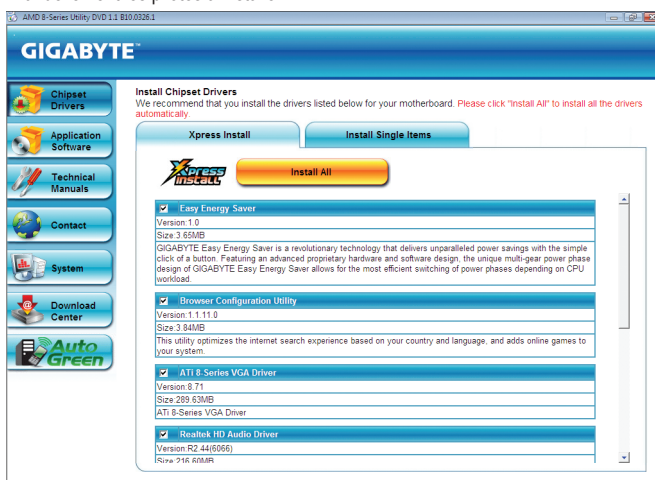 AMD 8-Series Utility DVD 1.1 B10.0326.1
GIGABYTE™
Chipset
Drivers
Application
Software
Technical
Manuals
Contact
System
Download
Center
Auto
Green
Install Chipset Drivers
We recommend that you install the drivers listed below for your motherboard. Please click "Install All" to install all the drivers
automatically.
Xpress Install
Install Single Items
Xpress
INSTALL
Install All
Easy Energy Saver
Version:1.0
Size:3.65MB
GIGABYTE Easy Energy Saver is a revolutionary technology that delivers unparalleled power savings with the simple
click of a button. Featuring an advanced proprietary hardware and software design, the unique multi-gear power phase
design of GIGABYTE Easy Energy Saver allows for the most efficient switching of power phases depending on CPU
workload.
Browser Configuration Utility
Version:1.1.11.0
Size:3.84MB
This utility optimizes the internet search experience based on your country and language, and adds online games to
your system.
ATi 8-Series VGA Driver
Version:8.71
Size:289.63MB
ATi 8-Series VGA Driver
Realtek HD Audio Driver
Version:R2.44(6066)
Size:216.60MB